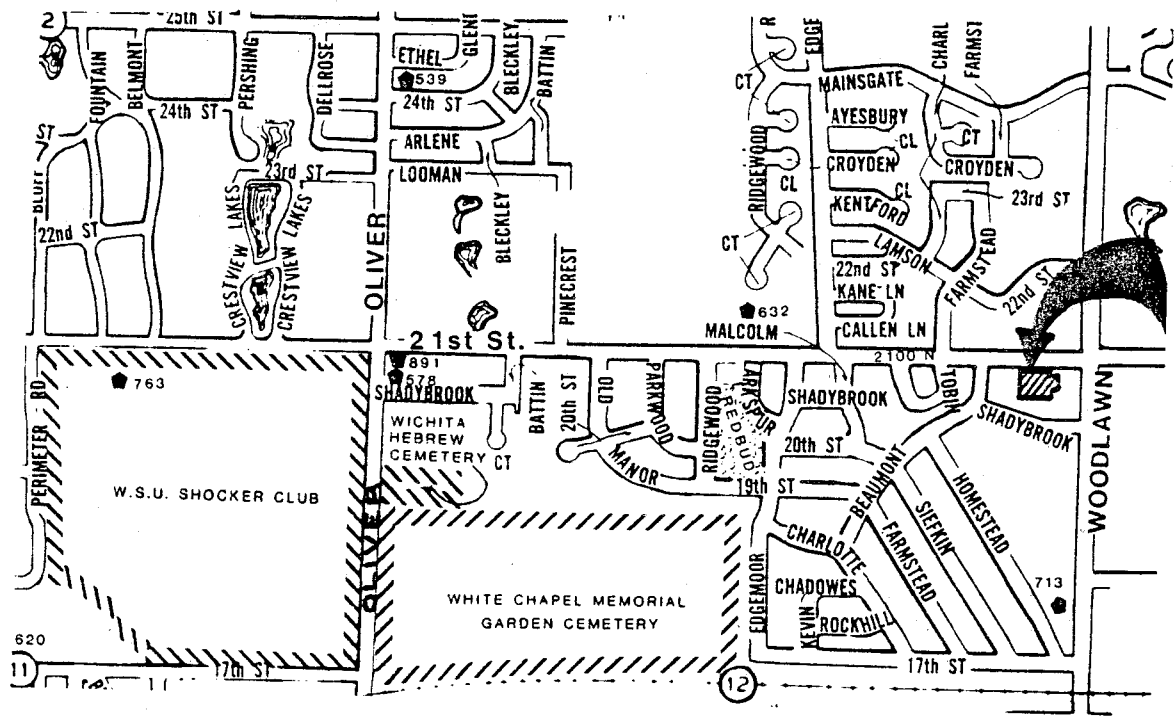 2
25th ST
FOUNTAIN
BELMONT
24th ST
PERSHING
DELLROSE
ETHEL
GLEN
BLECKLEY
BATTIN
539
24th ST
ARLENE
LOOMAN
ST
BLUFF
22nd ST
23rd ST
CRESTVIEW LAKES
CRESTVIEW LAKES
OLIVER
BLECKLEY
PINECREST
R
EDGE
CT
RIDGEWOOD
CL
CT
MAINSGATE
CHARL
FARMST
AYESBURY
CL
CT
CROYDEN
CROYDEN
CL
KENTFORD
23rd ST
LAMSON
22nd ST
FARMSTEAD
22nd ST
KANE LN
CALLEN LN
632
MALCOLM
21st St.
2100 N
891
578
SHADYBROOK
WICHITA
HEBREW
CEMETERY
CT
BATTIN
20th ST
OLD
MANOR
PARKWOOD
RIDGEWOOD
REDBUD
SHADYBROOK
20th ST
19th ST
TOBIN
SHADYBROOK
BEAUMONT
WOODLAWN
763
PERIMETER RD
W.S.U. SHOCKER CLUB
OLIVER
WHITE CHAPEL MEMORIAL
GARDEN CEMETERY
EDGEMOOR
CHARLOTTE
CHADOWES
KEVIN
ROCKHILL
FARMSTEAD
SIEFKIN
HOMESTEAD
713
620
11
17th ST
12
17th ST